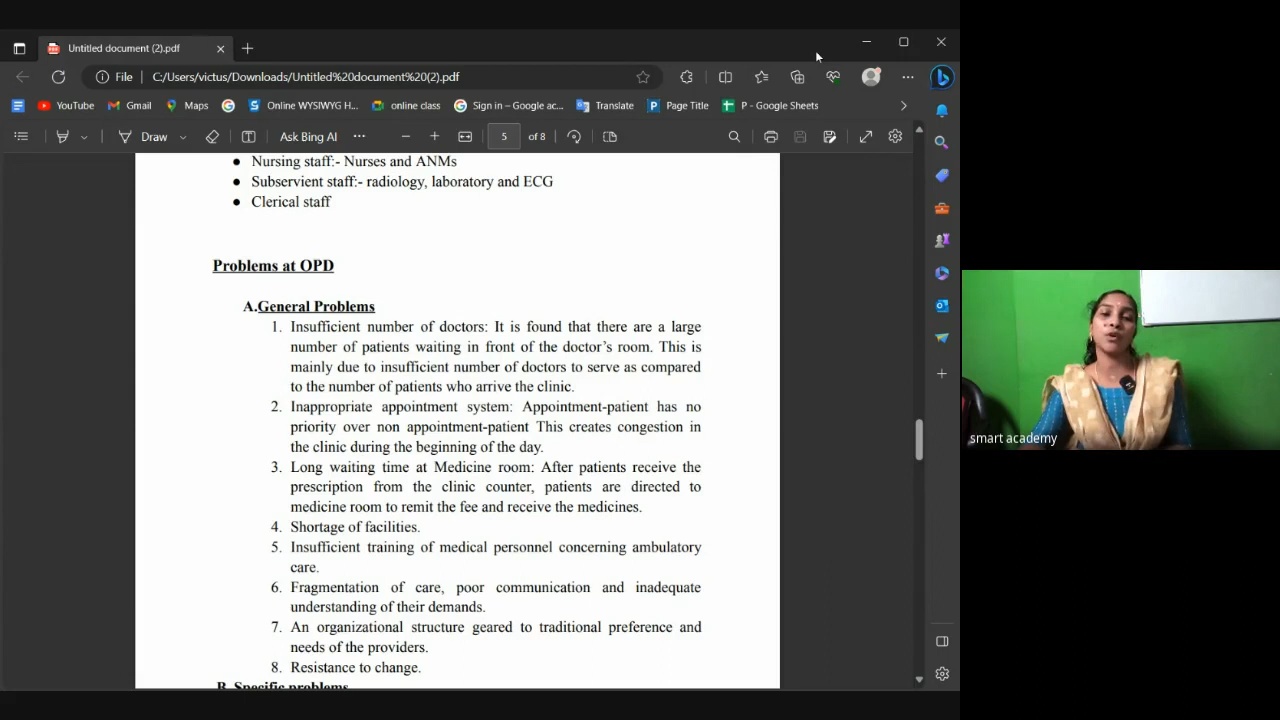 Untitled document (2).pdf
File
C:/Users/victus/Downloads/Untitled%20document%20(2).pdf
YouTube
Gmail
Maps
Online WYSIWYG H...
online class
Sign in – Google ac...
Translate
Page Title
P - Google Sheets
Draw
Ask Bing AI
5
of 8
● Nursing staff:- Nurses and ANMs
● Subservient staff:- radiology, laboratory and ECG
● Clerical staff
Problems at OPD
A.General Problems
1. Insufficient number of doctors: It is found that there are a large
number of patients waiting in front of the doctor's room. This is
mainly due to insufficient number of doctors to serve as compared
to the number of patients who arrive the clinic.
2. Inappropriate appointment system: Appointment-patient has no
priority over non appointment-patient This creates congestion in
the clinic during the beginning of the day.
3. Long waiting time at Medicine room: After patients receive the
prescription from the clinic counter, patients are directed to
medicine room to remit the fee and receive the medicines.
4. Shortage of facilities.
5. Insufficient training of medical personnel concerning ambulatory
care.
6. Fragmentation of care, poor communication and inadequate
understanding of their demands.
7. An organizational structure geared to traditional preference and
needs of the providers.
8. Resistance to change.
B. Specific problems
smart academy